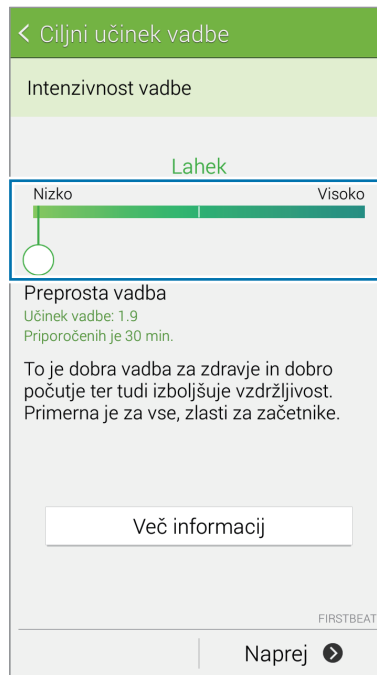 Ciljni učinek vadbe
Intenzivnost vadbe
Lahek
Nizko Visoko
Preprosta vadba
Učinek vadbe: 1.9
Priporočenih je 30 min.
To je dobra vadba za zdravje in dobro
počutje ter tudi izboljšuje vzdržljivost.
Primerna je za vse, zlasti za začetnike.
Več informacij
FIRSTBEAT
Naprej